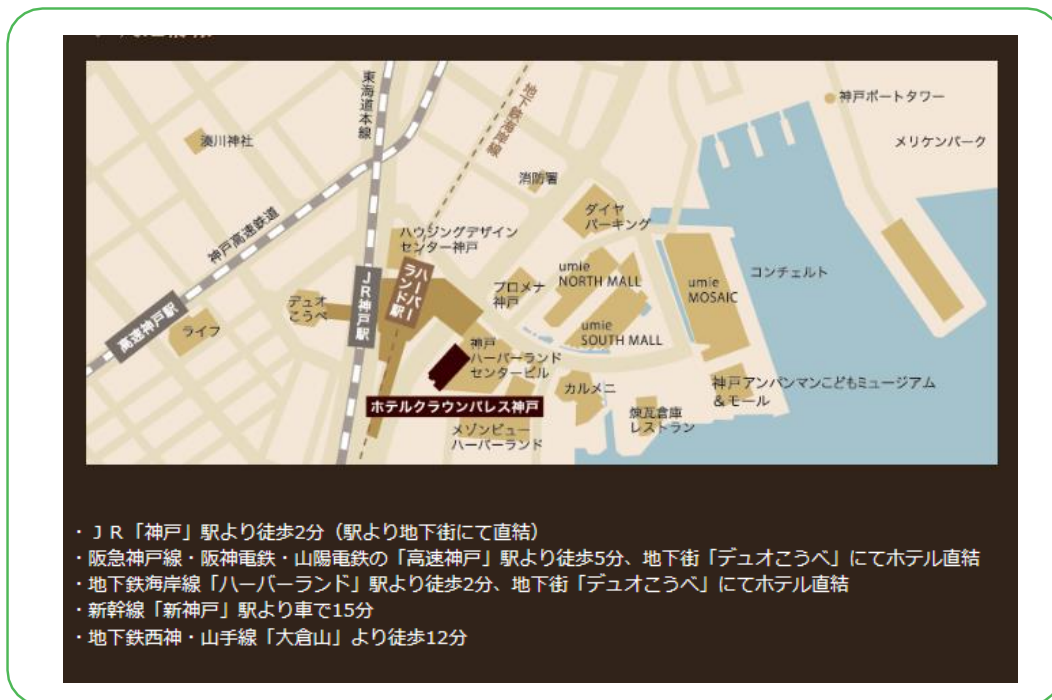 東海道本線
地下鉄海岸線
神戸ポートタワー
湊川神社
メリケンパーク
消防署
神戸高速鉄道
ダイヤ
パーキング
ハウジングデザイン
センター神戸
JR神戸駅
ハーバー
ランド駅
umie
NORTH MALL
コンチェルト
umie
MOSAIC
プロメナ
神戸
デュオ
こうべ
高速神戸駅
ライフ
umie
SOUTH MALL
神戸
ハーバーランド
センタービル
カルメニ
神戸アンパンマンこどもミュージアム
&モール
ホテルクラウンパレス神戸
煉瓦倉庫
レストラン
メゾンビュー
ハーバーランド
・ＪＲ「神戸」駅より徒歩2分（駅より地下街にて直結）
・阪急神戸線・阪神電鉄・山陽電鉄の「高速神戸」駅より徒歩5分、地下街「デュオこうべ」にてホテル直結
・地下鉄海岸線「ハーバーランド」駅より徒歩2分、地下街「デュオこうべ」にてホテル直結
・新幹線「新神戸」駅より車で15分
・地下鉄西神・山手線「大倉山」より徒歩12分